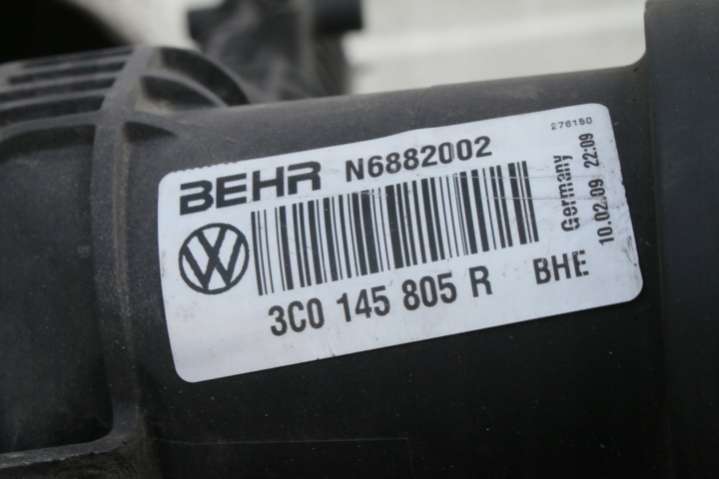 276150
BEHR N6882002
Germany
10.02.09 22:09
3C0 145 805 R BHE